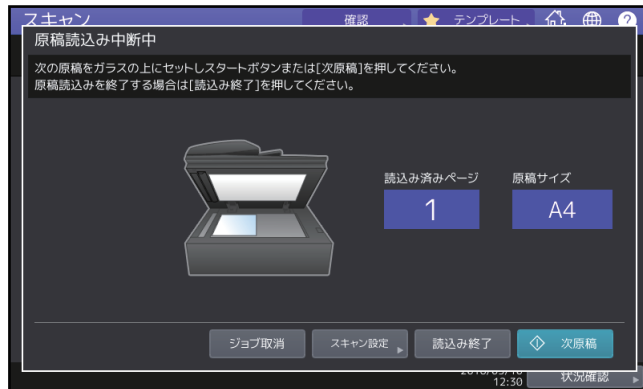 スキャン
確認
テンプレート
?
原稿読込み中断中
次の原稿をガラスの上にセットしスタートボタンまたは[次原稿]を押してください。
原稿読込みを終了する場合は[読込み終了]を押してください。
読込み済みページ
原稿サイズ
1
A4
ジョブ取消
スキャン設定
読込み終了
次原稿
12:30
状況確認